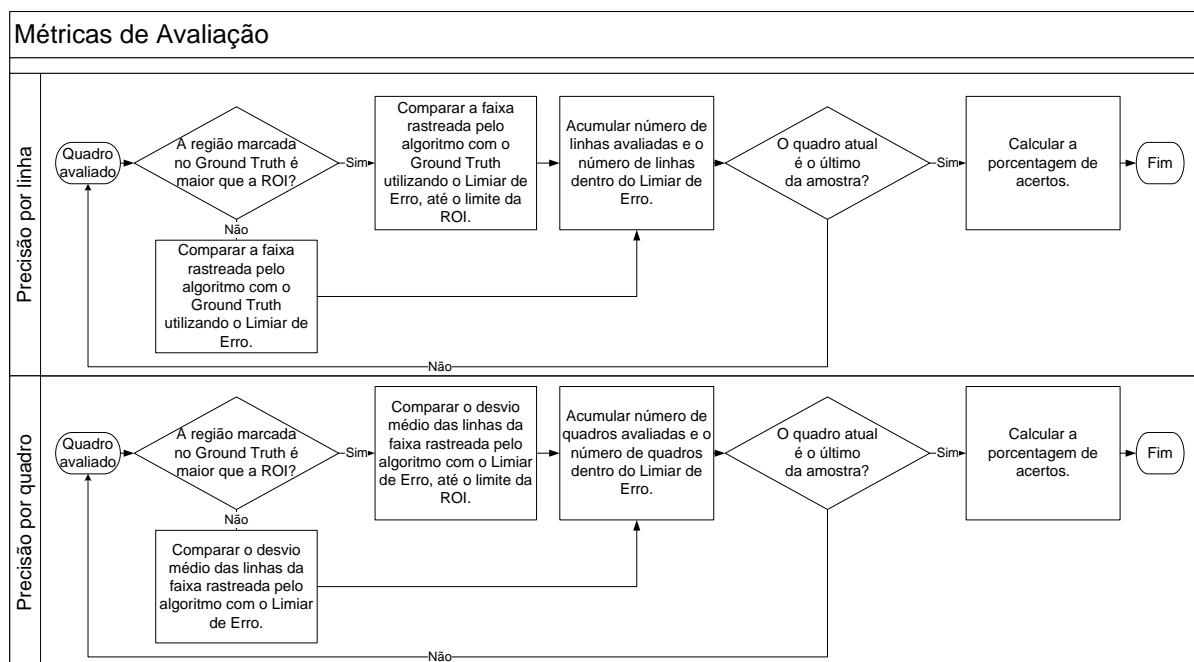 Métricas de Avaliação
Precisão por linha
Quadro
avaliado
A região marcada
no Ground Truth é
maior que a ROI?
Sim
Comparar a faixa
rastreada pelo
algoritmo com o
Ground Truth
utilizando o Limiar de
Erro, até o limite da
ROI.
Acumular número de
linhas avaliadas e o
número de linhas
dentro do Limiar de
Erro.
O quadro atual
é o último
da amostra?
Sim
Calcular a
porcentagem de
acertos.
Fim
Não
Comparar a faixa
rastreada pelo
algoritmo com o
Ground Truth
utilizando o Limiar de
Erro.
Não
Precisão por quadro
Quadro
avaliado
A região marcada
no Ground Truth é
maior que a ROI?
Sim
Comparar o desvio
médio das linhas da
faixa rastreada pelo
algoritmo com o Limiar
de Erro, até o limite da
ROI.
Acumular número de
quadros avaliadas e o
número de quadros
dentro do Limiar de
Erro.
O quadro atual
é o último
da amostra?
Sim
Calcular a
porcentagem de
acertos.
Fim
Não
Comparar o desvio
médio das linhas da
faixa rastreada pelo
algoritmo com o Limiar
de Erro.
Não